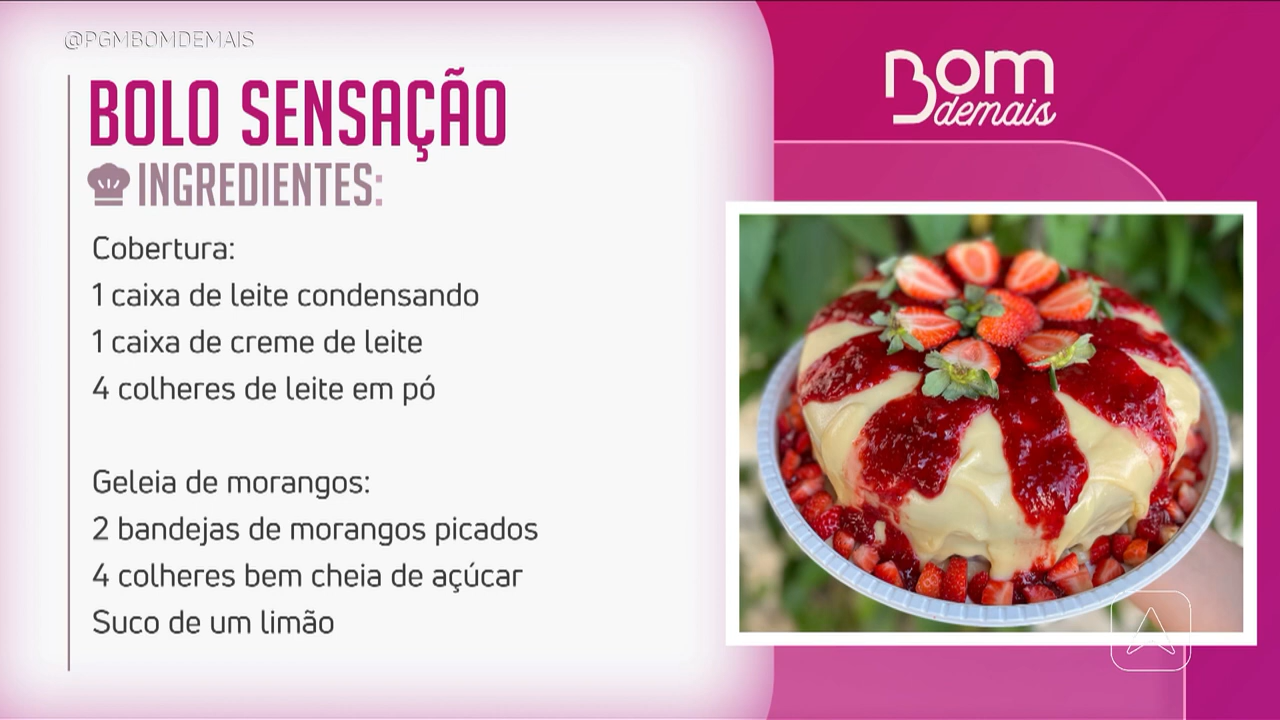 @PGMBOMDEMAIS
BOLO SENSAÇÃO
INGREDIENTES:
Cobertura:
1 caixa de leite condensando
1 caixa de creme de leite
4 colheres de leite em pó
Geleia de morangos:
2 bandejas de morangos picados
4 colheres bem cheia de açúcar
Suco de um limão
Bom
demais